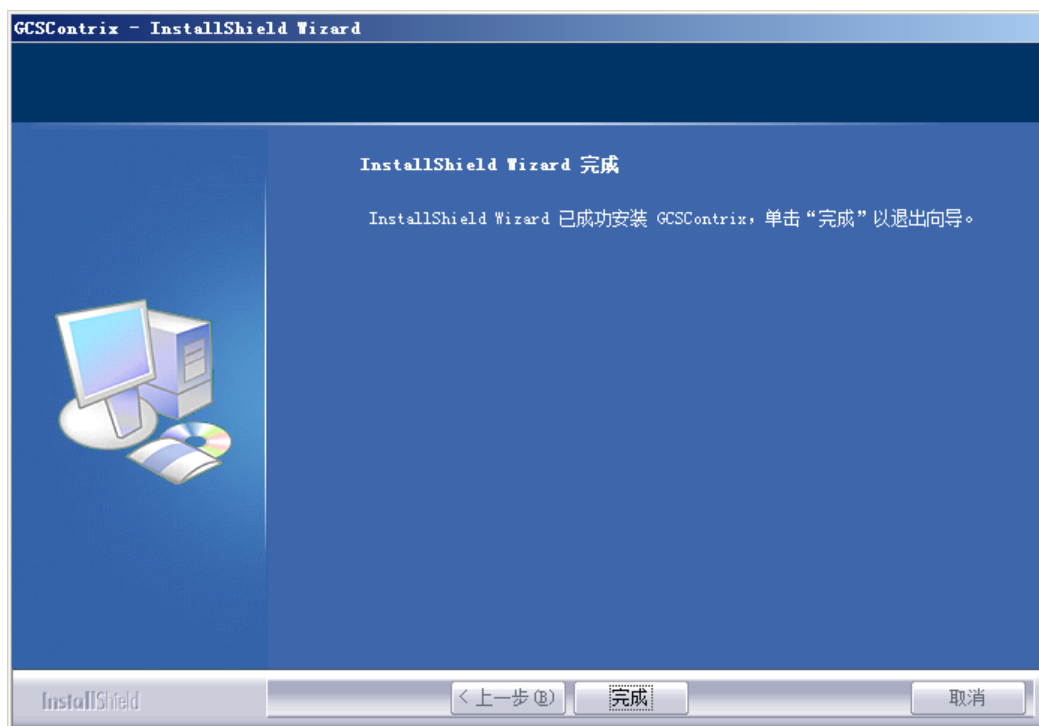 GCSContrix - InstallShield Wizard
InstallShield Wizard 完成
InstallShield Wizard 已成功安装 GCSContrix，单击“完成”以退出向导。
InstallShield
< 上一步(B)
完成
取消